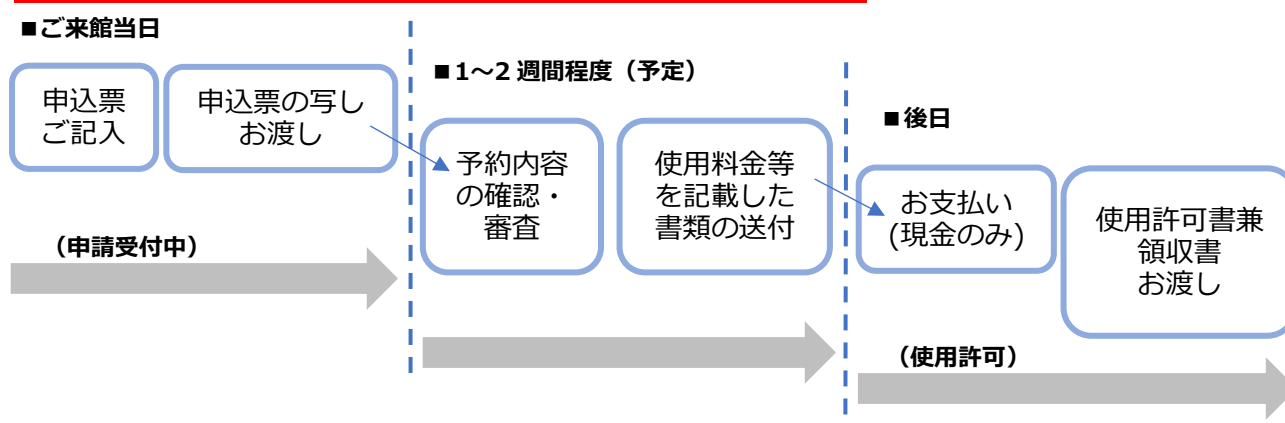 ■ご来館当日
申込票
ご記入
申込票の写し
お渡し
（申請受付中）
■1～2 週間程度（予定）
予約内容
の確認・
審査
使用料金等
を記載した
書類の送付
■後日
お支払い
(現金のみ)
使用許可書兼
領収書
お渡し
（使用許可）